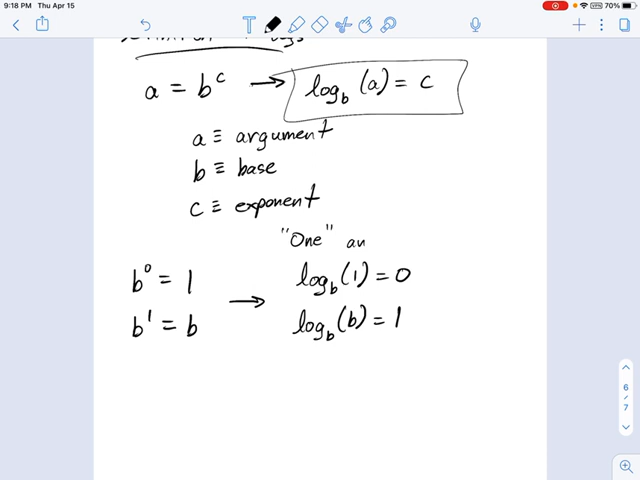 9:18 PM Thu Apr 15
VPN 70%
a = b^c → log_b (a) = c
a ≡ argument
b ≡ base
c ≡ exponent
"One" an
b^0 = 1 → log_b (1) = 0
b^1 = b log_b (b) = 1
6
/
7